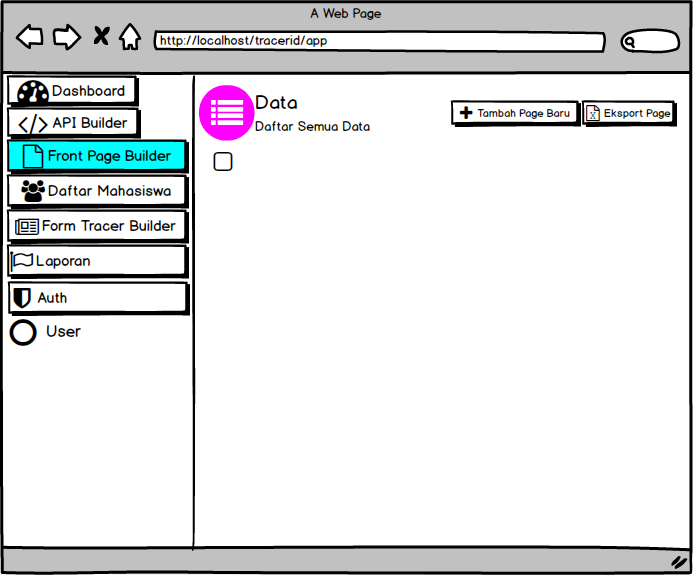 A Web Page
http://localhost/tracerid/app
Dashboard
API Builder
Front Page Builder
Daftar Mahasiswa
Form Tracer Builder
Laporan
Auth
User
Data
Daftar Semua Data
Tambah Page Baru
X
Eksport Page